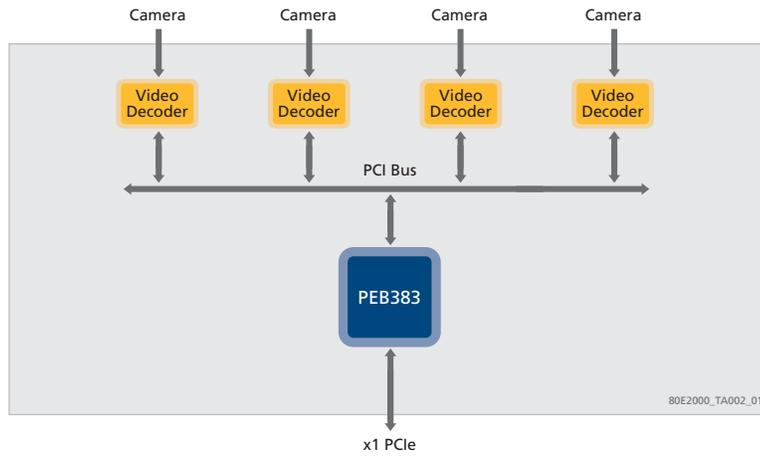 Camera Camera Camera Camera
Video Decoder
Video Decoder
Video Decoder
Video Decoder
PCI Bus
PEB383
80E2000_TA002_01
x1 PCIe